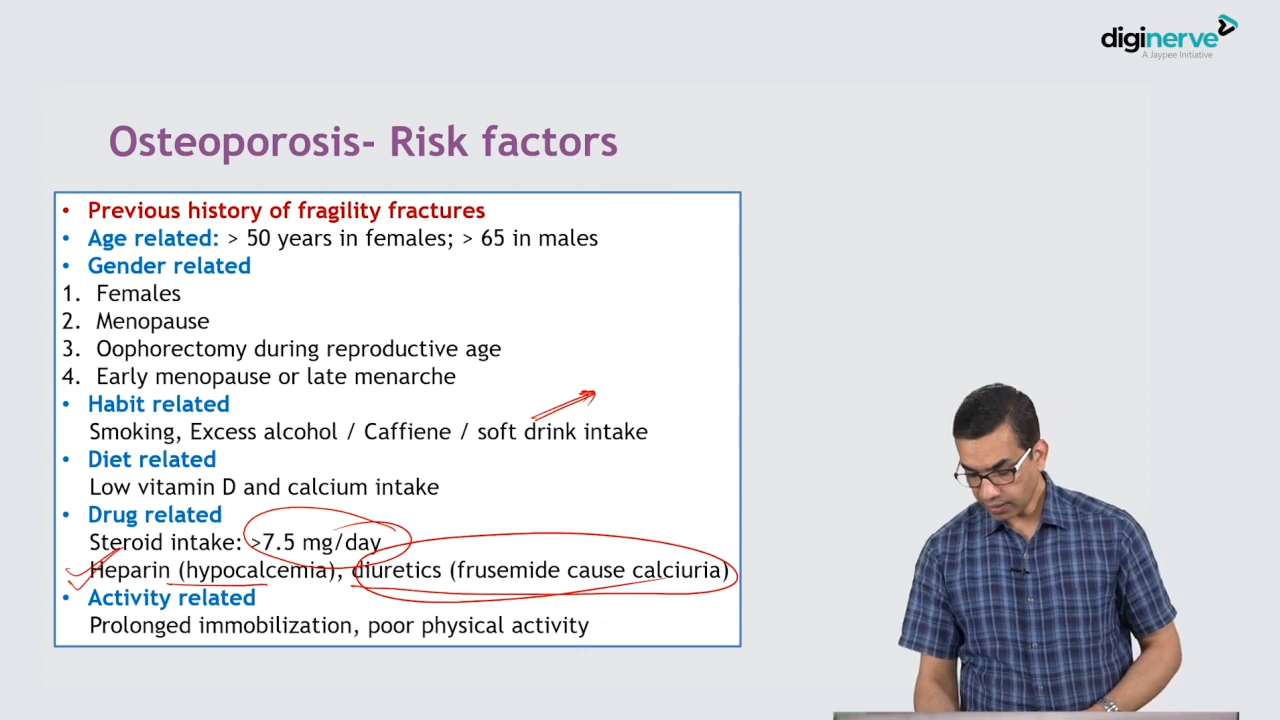 diginerve
A Jaypee Initiative
Osteoporosis- Risk factors
• Previous history of fragility fractures
• Age related: > 50 years in females; > 65 in males
• Gender related
1. Females
2. Menopause
3. Oophorectomy during reproductive age
4. Early menopause or late menarche
• Habit related
Smoking, Excess alcohol / Caffiene / soft drink intake
• Diet related
Low vitamin D and calcium intake
• Drug related
Steroid intake: >7.5 mg/day
Heparin (hypocalcemia), diuretics (frusemide cause calciuria)
• Activity related
Prolonged immobilization, poor physical activity